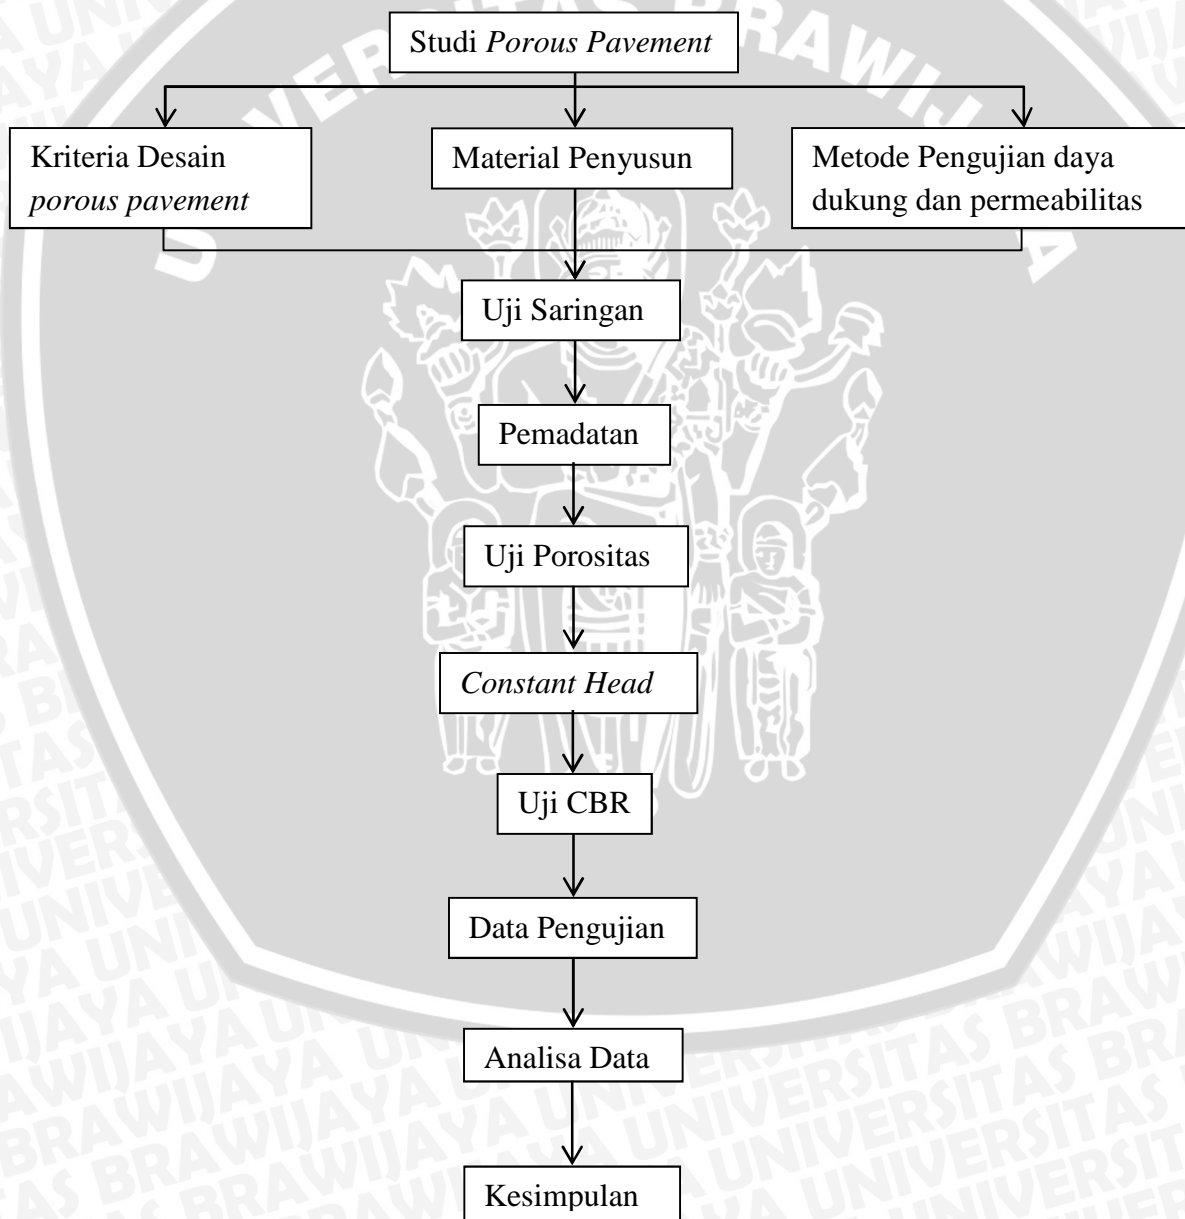 Studi Porous Pavement
Kriteria Desain
porous pavement
Material Penyusun
Metode Pengujian daya
dukung dan permeabilitas
Uji Saringan
Pemadatan
Uji Porositas
Constant Head
Uji CBR
Data Pengujian
Analisa Data
Kesimpulan